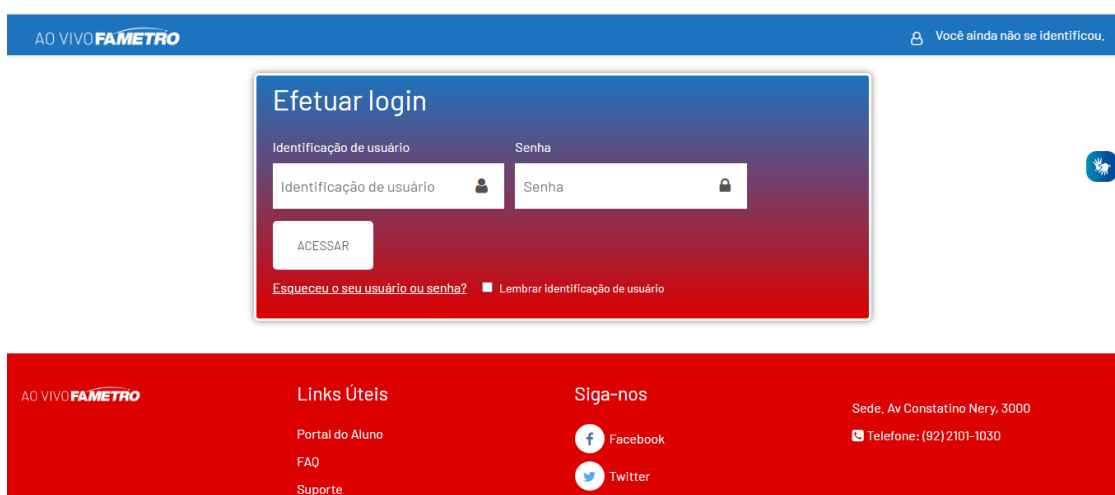 AO VIVO FAMETRO
Você ainda não se identificou.
Efetuar login
Identificação de usuário
Senha
Identificação de usuário
Senha
ACESSAR
Esqueceu o seu usuário ou senha?
Lembrar identificação de usuário
AO VIVO FAMETRO
Links Úteis
Portal do Aluno
FAQ
Suporte
Siga-nos
Facebook
Twitter
Sede. Av Constatino Nery, 3000
Telefone: (92) 2101-1030